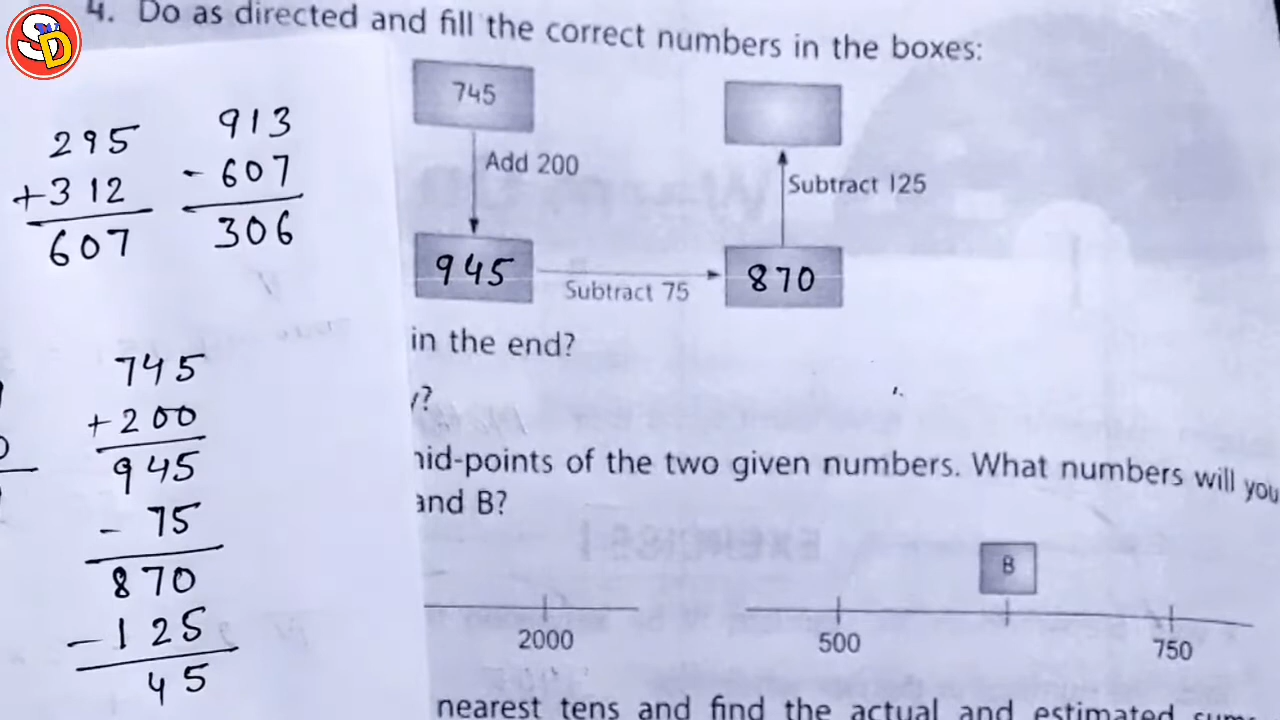 SD
4. Do as directed and fill the correct numbers in the boxes:
745
Add 200
945
Subtract 75
870
Subtract 125
295
+312
607
913
- 607
306
745
+200
945
- 75
870
-125
45
in the end?
mid-points of the two given numbers. What numbers will you
and B?
2000
B
500
750
nearest tens and find the actual and estimated sums